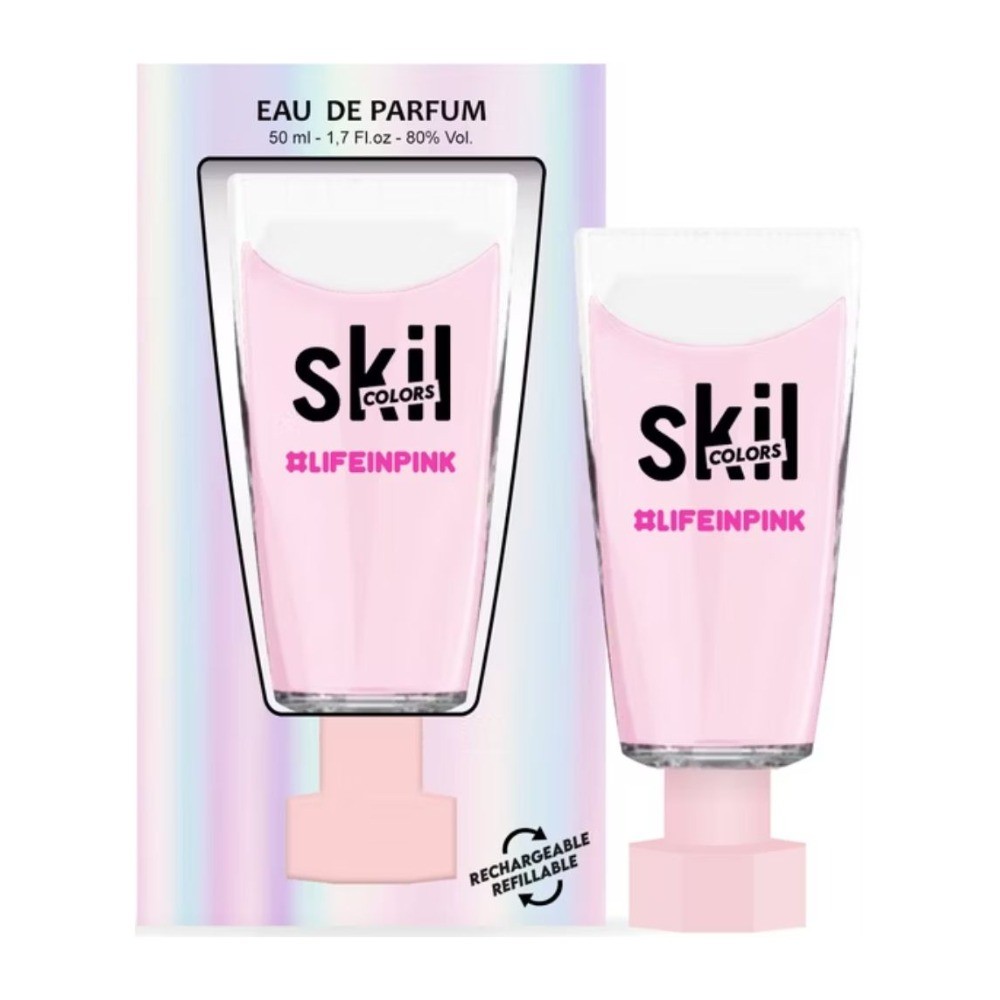 EAU DE PARFUM
50 ml - 1,7 Fl.oz - 80% Vol.
skil
COLORS
#LIFEINPINK
RECHARGEABLE
REFILLABLE
skil
COLORS
#LIFEINPINK